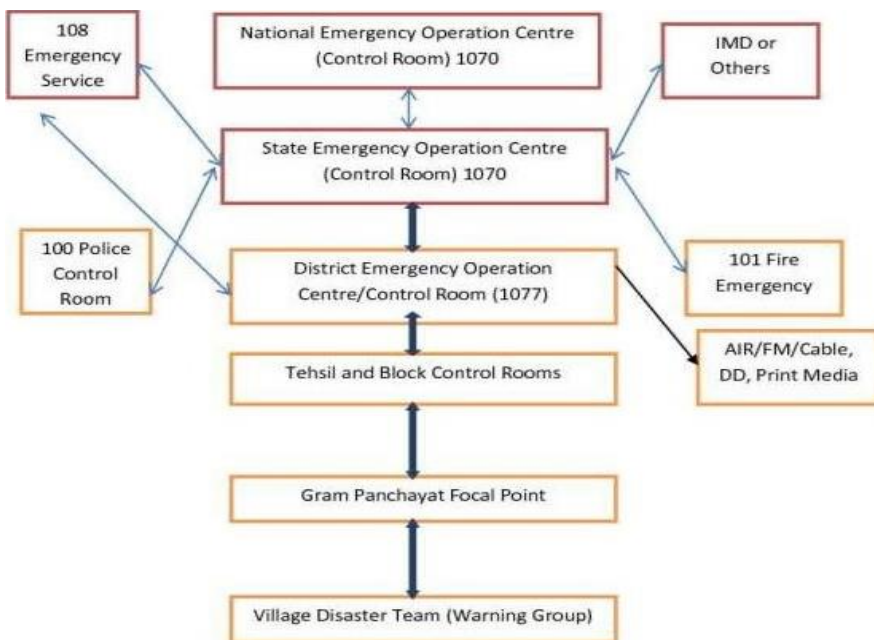 108
Emergency
Service
National Emergency Operation Centre
(Control Room) 1070
IMD or
Others
State Emergency Operation Centre
(Control Room) 1070
100 Police
Control
Room
District Emergency Operation
Centre/Control Room (1077)
101 Fire
Emergency
AIR/FM/Cable,
DD, Print Media
Tehsil and Block Control Rooms
Gram Panchayat Focal Point
Village Disaster Team (Warning Group)